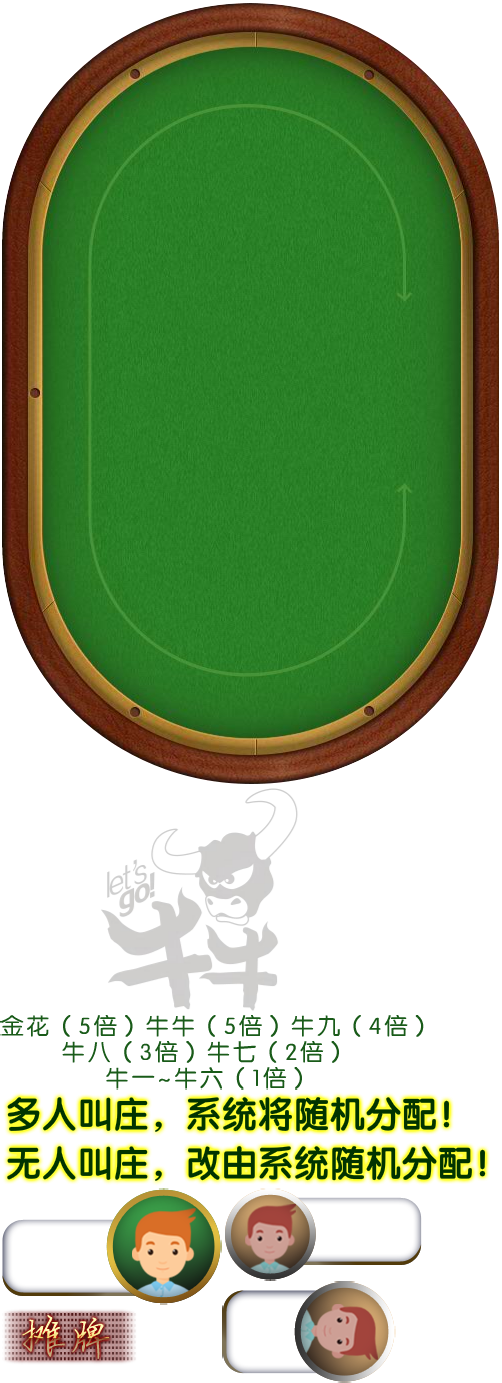 let's
go!
牛牛
金花（5倍）牛牛（5倍）牛九（4倍）
牛八（3倍）牛七（2倍）
牛一~牛六（1倍）
多人叫庄，系统将随机分配！
无人叫庄，改由系统随机分配！
摊牌